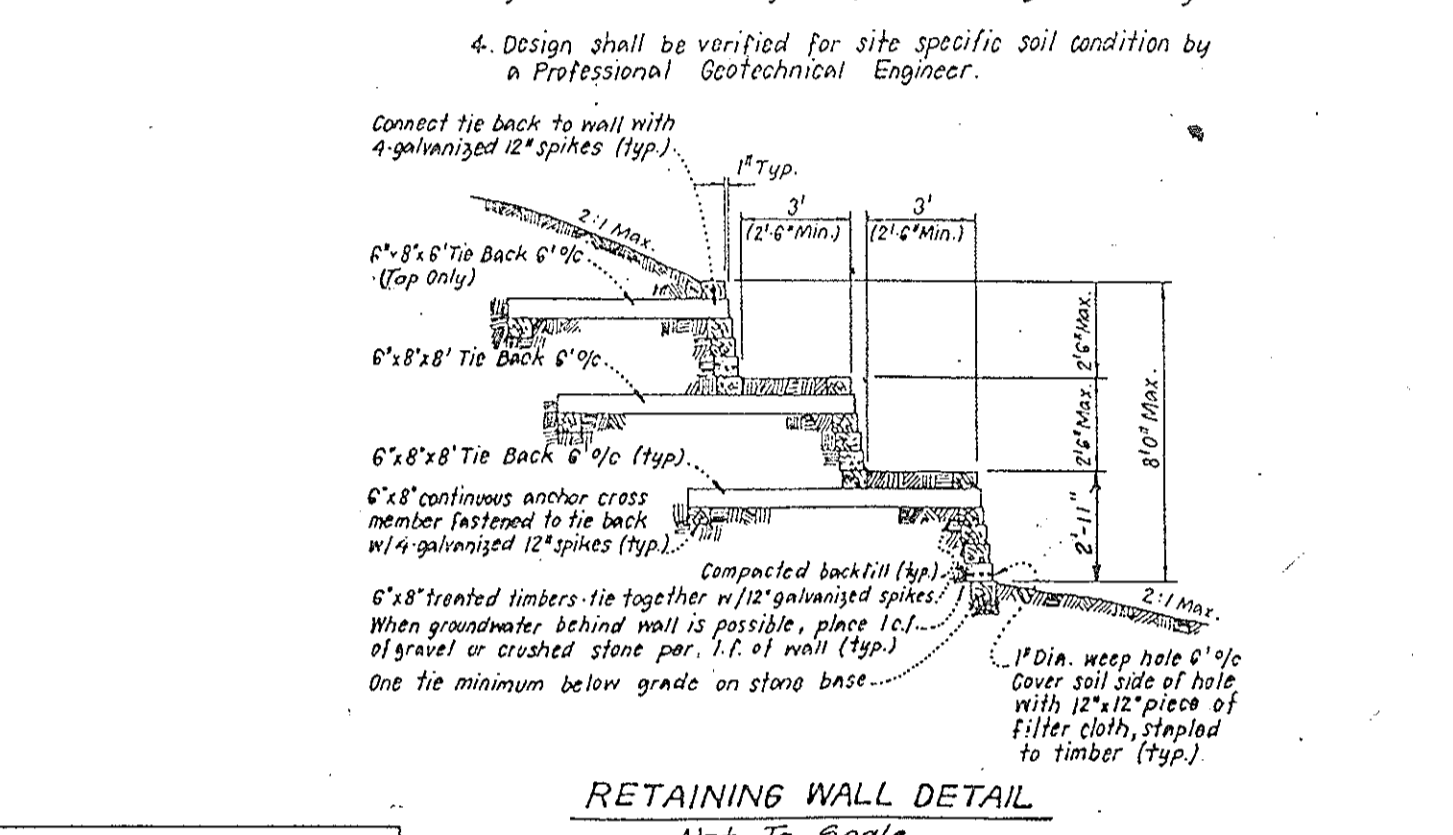 4. Design shall be verified for site specific soil condition by
a Professional Geotechnical Engineer.
Connect tie back to wall with
4-galvanized 12" spikes (typ.)
1" Typ.
3'
(2'-6" Min.)
3'
(2'-6" Min.)
2:1 Max.
6"x8"x6' Tie Back 6' o/c
(Top Only)
2'6" Max.
6"x8"x8' Tie Back 6' o/c
2'6" Max.
8'0" Max.
6"x8"x8' Tie Back 6' o/c (typ)
6"x8" continuous anchor cross
member fastened to tie back
w/4-galvanized 12" spikes (typ.)
2'-11"
Compacted backfill (typ.)
6"x8" treated timbers-tie together w/12" galvanized spikes.
When groundwater behind wall is possible, place 1 c.f.
of gravel or crushed stone per. l.f. of wall (typ.)
One tie minimum below grade on stone base
2:1 Max.
1" Dia. weep hole 6' o/c
Cover soil side of hole
with 12"x12" piece of
filter cloth, stapled
to timber (typ.)
RETAINING WALL DETAIL
Not To Scale